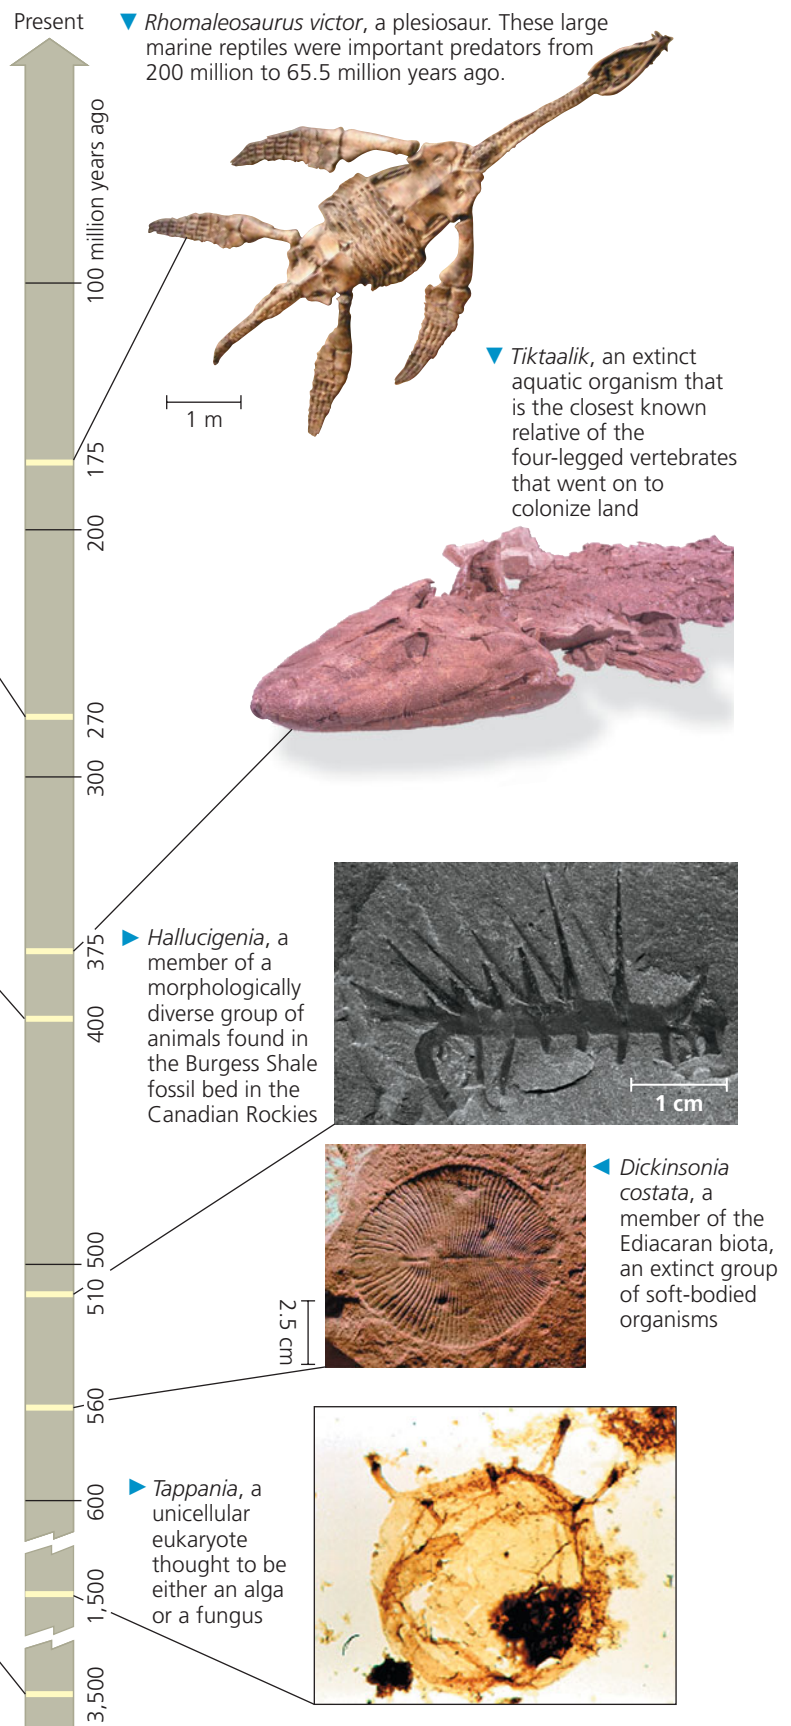 Present
Rhomaleosaurus victor, a plesiosaur. These large
marine reptiles were important predators from
200 million to 65.5 million years ago.
100 million years ago
1 m
Tiktaalik, an extinct
aquatic organism that
is the closest known
relative of the
four-legged vertebrates
that went on to
colonize land
175
200
270
300
375
Hallucigenia, a
member of a
morphologically
diverse group of
animals found in
the Burgess Shale
fossil bed in the
Canadian Rockies
1 cm
400
Dickinsonia
costata, a
member of the
Ediacaran biota,
an extinct group
of soft-bodied
organisms
500
510
2.5 cm
560
600
Tappania, a
unicellular
eukaryote
thought to be
either an alga
or a fungus
1,500
3,500